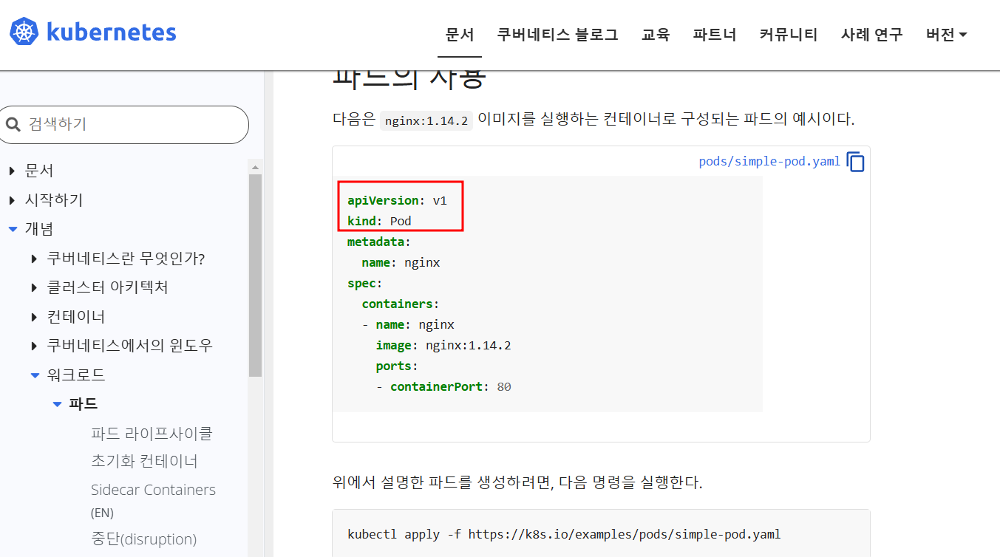 kubernetes
문서 쿠버네티스 블로그 교육 파트너 커뮤니티 사례 연구 버전
검색하기
문서
시작하기
개념
쿠버네티스란 무엇인가?
클러스터 아키텍처
컨테이너
쿠버네티스에서의 윈도우
워크로드
파드
파드 라이프사이클
초기화 컨테이너
Sidecar Containers
(EN)
중단(disruption)
파드의 사용
다음은 nginx:1.14.2 이미지를 실행하는 컨테이너로 구성되는 파드의 예시이다.
pods/simple-pod.yaml
apiVersion: v1
kind: Pod
metadata:
  name: nginx
spec:
  containers:
  - name: nginx
    image: nginx:1.14.2
    ports:
    - containerPort: 80
위에서 설명한 파드를 생성하려면, 다음 명령을 실행한다.
kubectl apply -f https://k8s.io/examples/pods/simple-pod.yaml